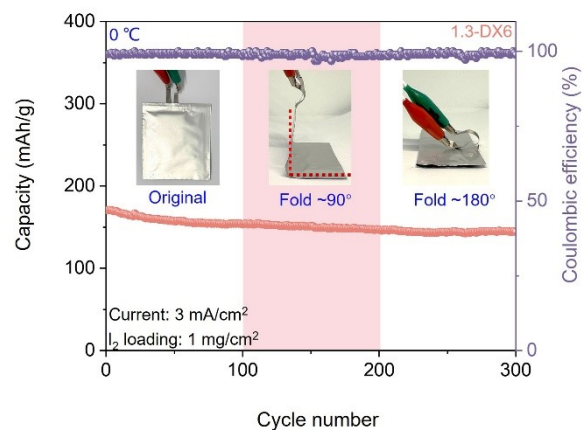 400
300
200
100
0
Capacity (mAh/g)
0 ℃
1.3-DX6
Original
Fold ~90°
Fold ~180°
Current: 3 mA/cm²
I₂ loading: 1 mg/cm²
100
50
0
Coulombic efficiency (%)
0
100
200
300
Cycle number